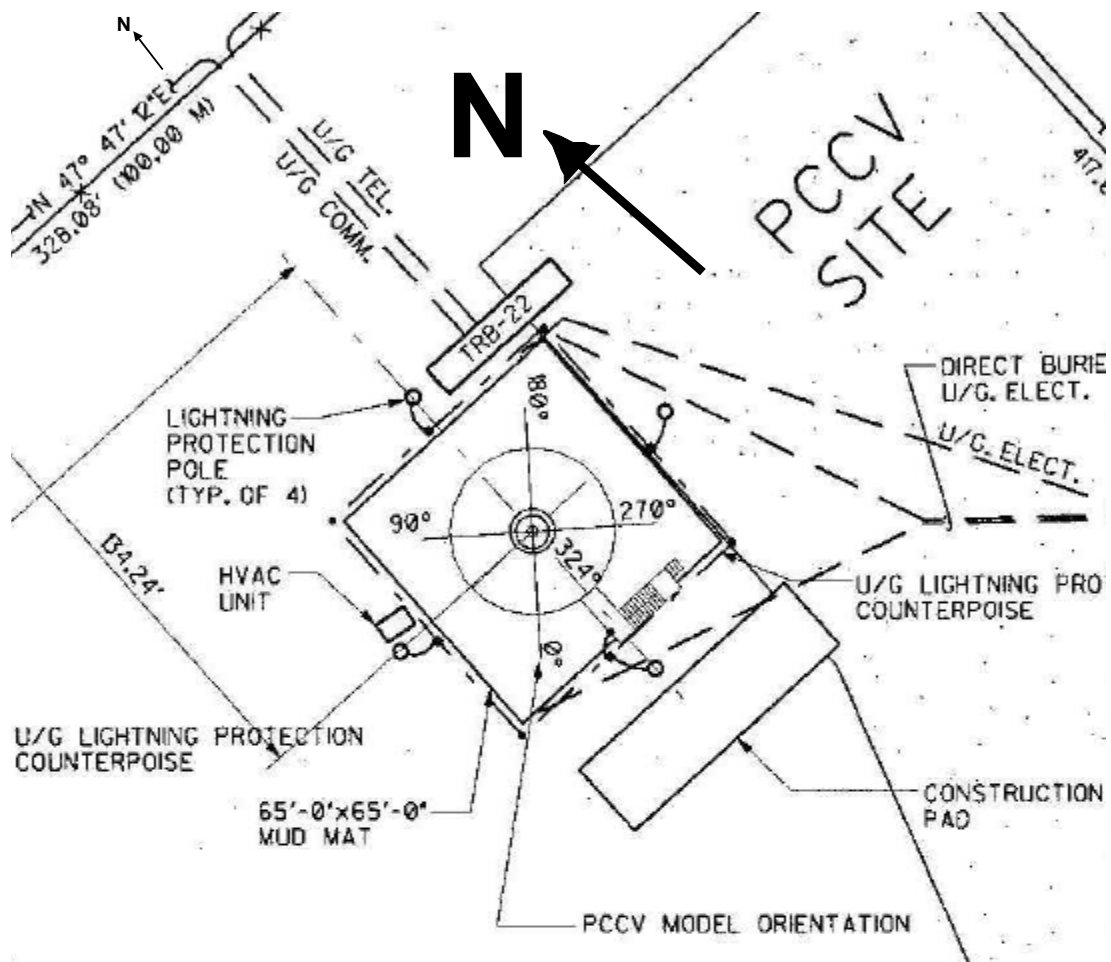 N
N
N 47° 47' 12"E
328.08' (100.00 M)
U/G TEL.
U/G COMM.
PCCV
SITE
417.
TRB-22
DIRECT BURIE
U/G. ELECT.
U/G. ELECT.
LIGHTNING
PROTECTION
POLE
(TYP. OF 4)
180°
90°
270°
324°
0°
134.24'
HVAC
UNIT
U/G LIGHTNING PRO
COUNTERPOISE
U/G LIGHTNING PROTECTION
COUNTERPOISE
65'-0"x65'-0"
MUD MAT
CONSTRUCTION
PAD
PCCV MODEL ORIENTATION